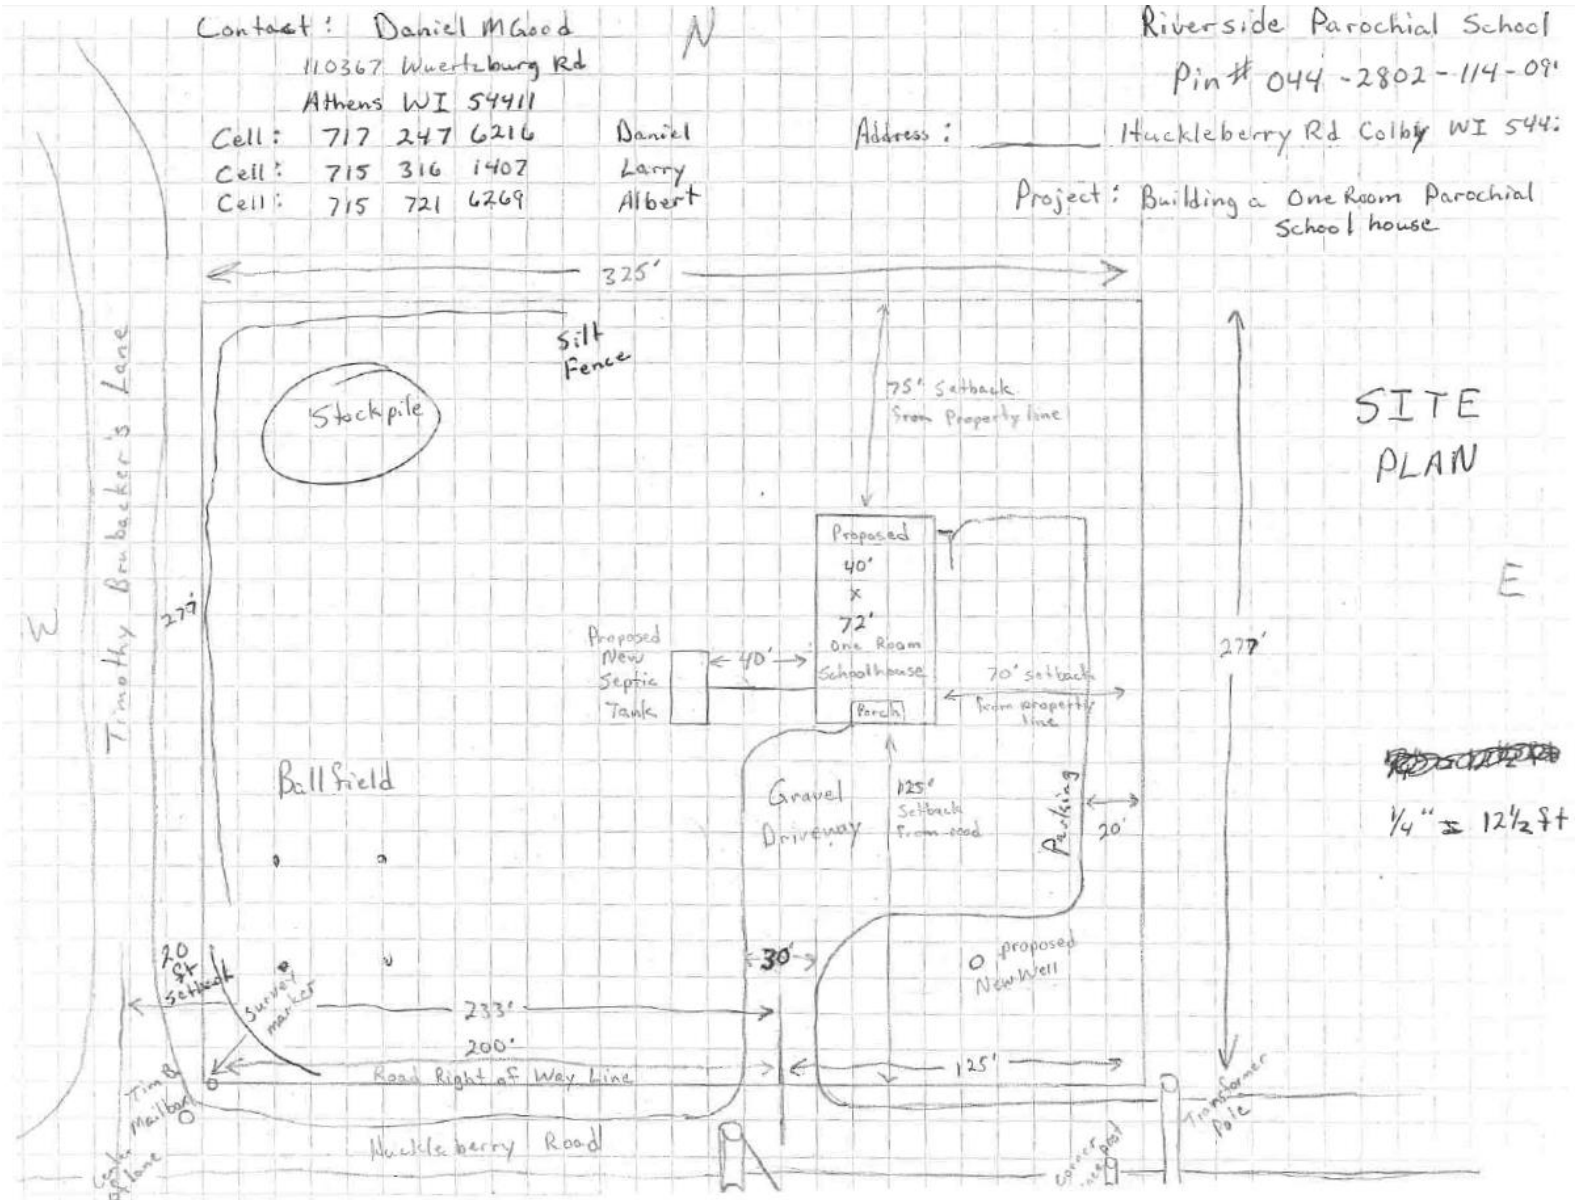 Contact : Daniel M Good
110367 Wuertzburg Rd
Athens WI 54411
Cell : 717 247 6216 Daniel
Cell : 715 316 1407 Larry
Cell : 715 721 6269 Albert
N
Riverside Parochial School
Pin # 044 - 2802 - 114 - 09
Address : Huckleberry Rd Colby WI 544
Project : Building a One Room Parochial
School house
325'
Silt
Fence
Stockpile
75' Setback
from Property line
SITE
PLAN
Timothy Brubacker's Lane
W
277'
Proposed
40'
x
72'
One Room
Schoolhouse
Porch
E
277'
Proposed
New
Septic
Tank
40'
70' setback
from property
line
Ballfield
Gravel
Driveway
125'
Setback
from road
Parking
20'
1/4" = 12 1/2 ft
20
ft
Setback
Survey
marker
30'
proposed
New Well
233'
200'
125'
Road Right of Way Line
Tim B
Mailbox
Center
of Lane
Huckleberry Road
Corner
Transformer
Pole